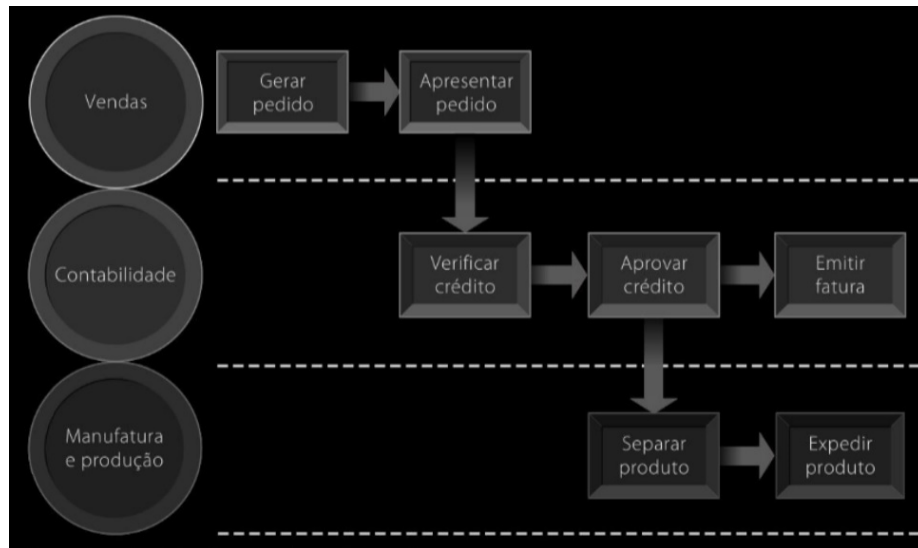 Vendas
Gerar
pedido
Apresentar
pedido
Contabilidade
Verificar
crédito
Aprovar
crédito
Emitir
fatura
Manufatura
e produção
Separar
produto
Expedir
produto